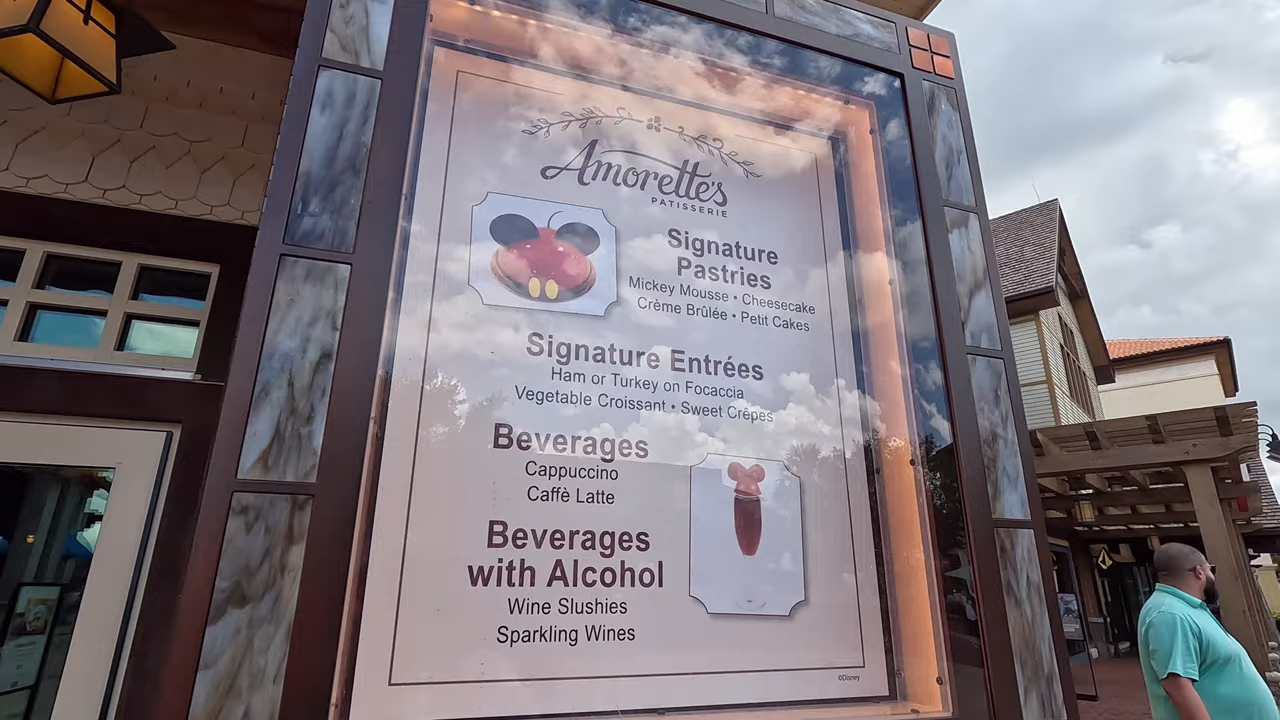 Amorette's
PATISSERIE
Signature
Pastries
Mickey Mousse • Cheesecake
Crème Brûlée • Petit Cakes
Signature Entrées
Ham or Turkey on Focaccia
Vegetable Croissant • Sweet Crêpes
Beverages
Cappuccino
Caffè Latte
Beverages
with Alcohol
Wine Slushies
Sparkling Wines
©Disney